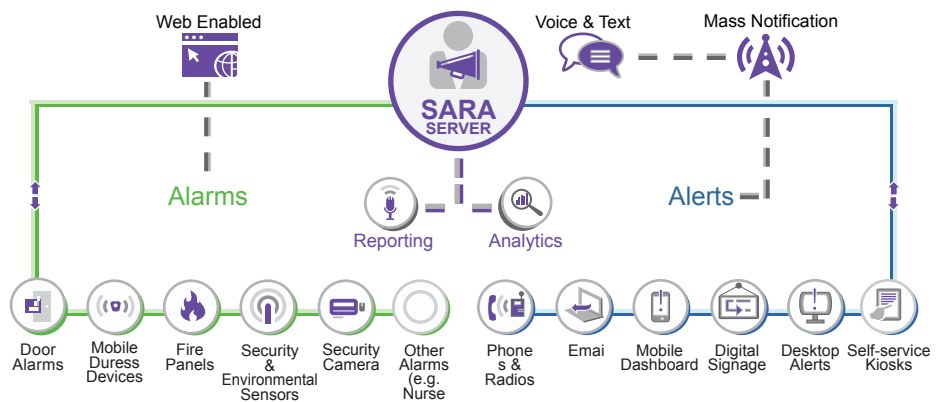 Web Enabled
Voice & Text
Mass Notification
SARA
SERVER
Alarms
Alerts
Reporting
Analytics
Door
Alarms
Mobile
Duress
Devices
Fire
Panels
Security
&
Environmental
Sensors
Security
Camera
Other
Alarms
(e.g.
Nurse
Phone
s &
Radios
Emai
Mobile
Dashboard
Digital
Signage
Desktop
Alerts
Self-service
Kiosks